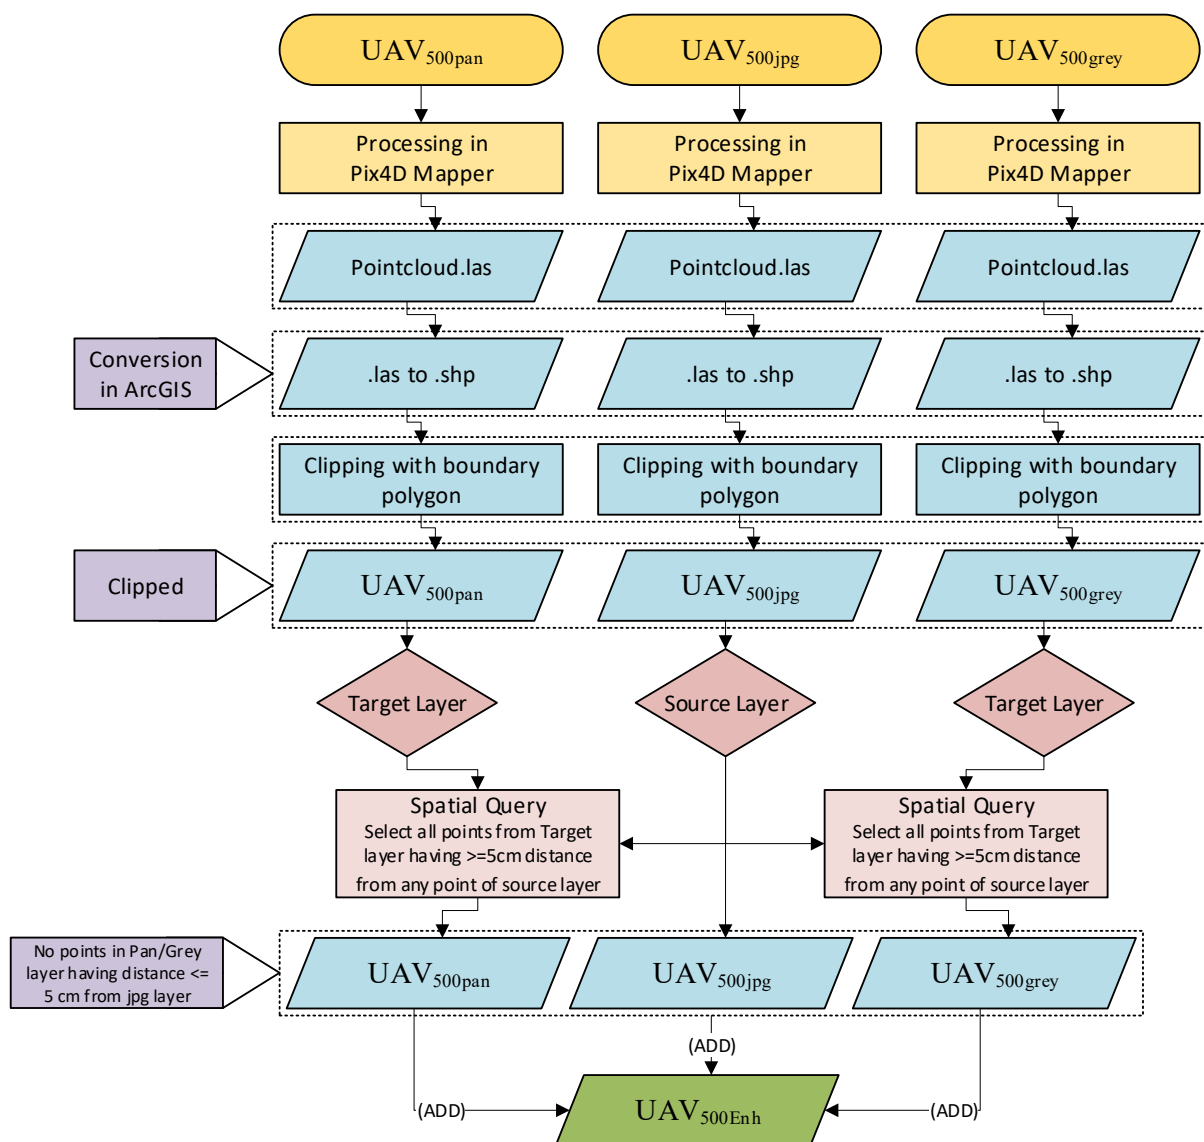 UAV500pan
UAV500jpg
UAV500grey
Processing in
Pix4D Mapper
Processing in
Pix4D Mapper
Processing in
Pix4D Mapper
Pointcloud.las
Pointcloud.las
Pointcloud.las
Conversion
in ArcGIS
.las to .shp
.las to .shp
.las to .shp
Clipping with boundary
polygon
Clipping with boundary
polygon
Clipping with boundary
polygon
Clipped
UAV500pan
UAV500jpg
UAV500grey
Target Layer
Source Layer
Target Layer
Spatial Query
Select all points from Target
layer having >=5cm distance
from any point of source layer
Spatial Query
Select all points from Target
layer having >=5cm distance
from any point of source layer
No points in Pan/Grey
layer having distance <=
5 cm from jpg layer
UAV500pan
UAV500jpg
UAV500grey
(ADD)
(ADD)
UAV500Enh
(ADD)